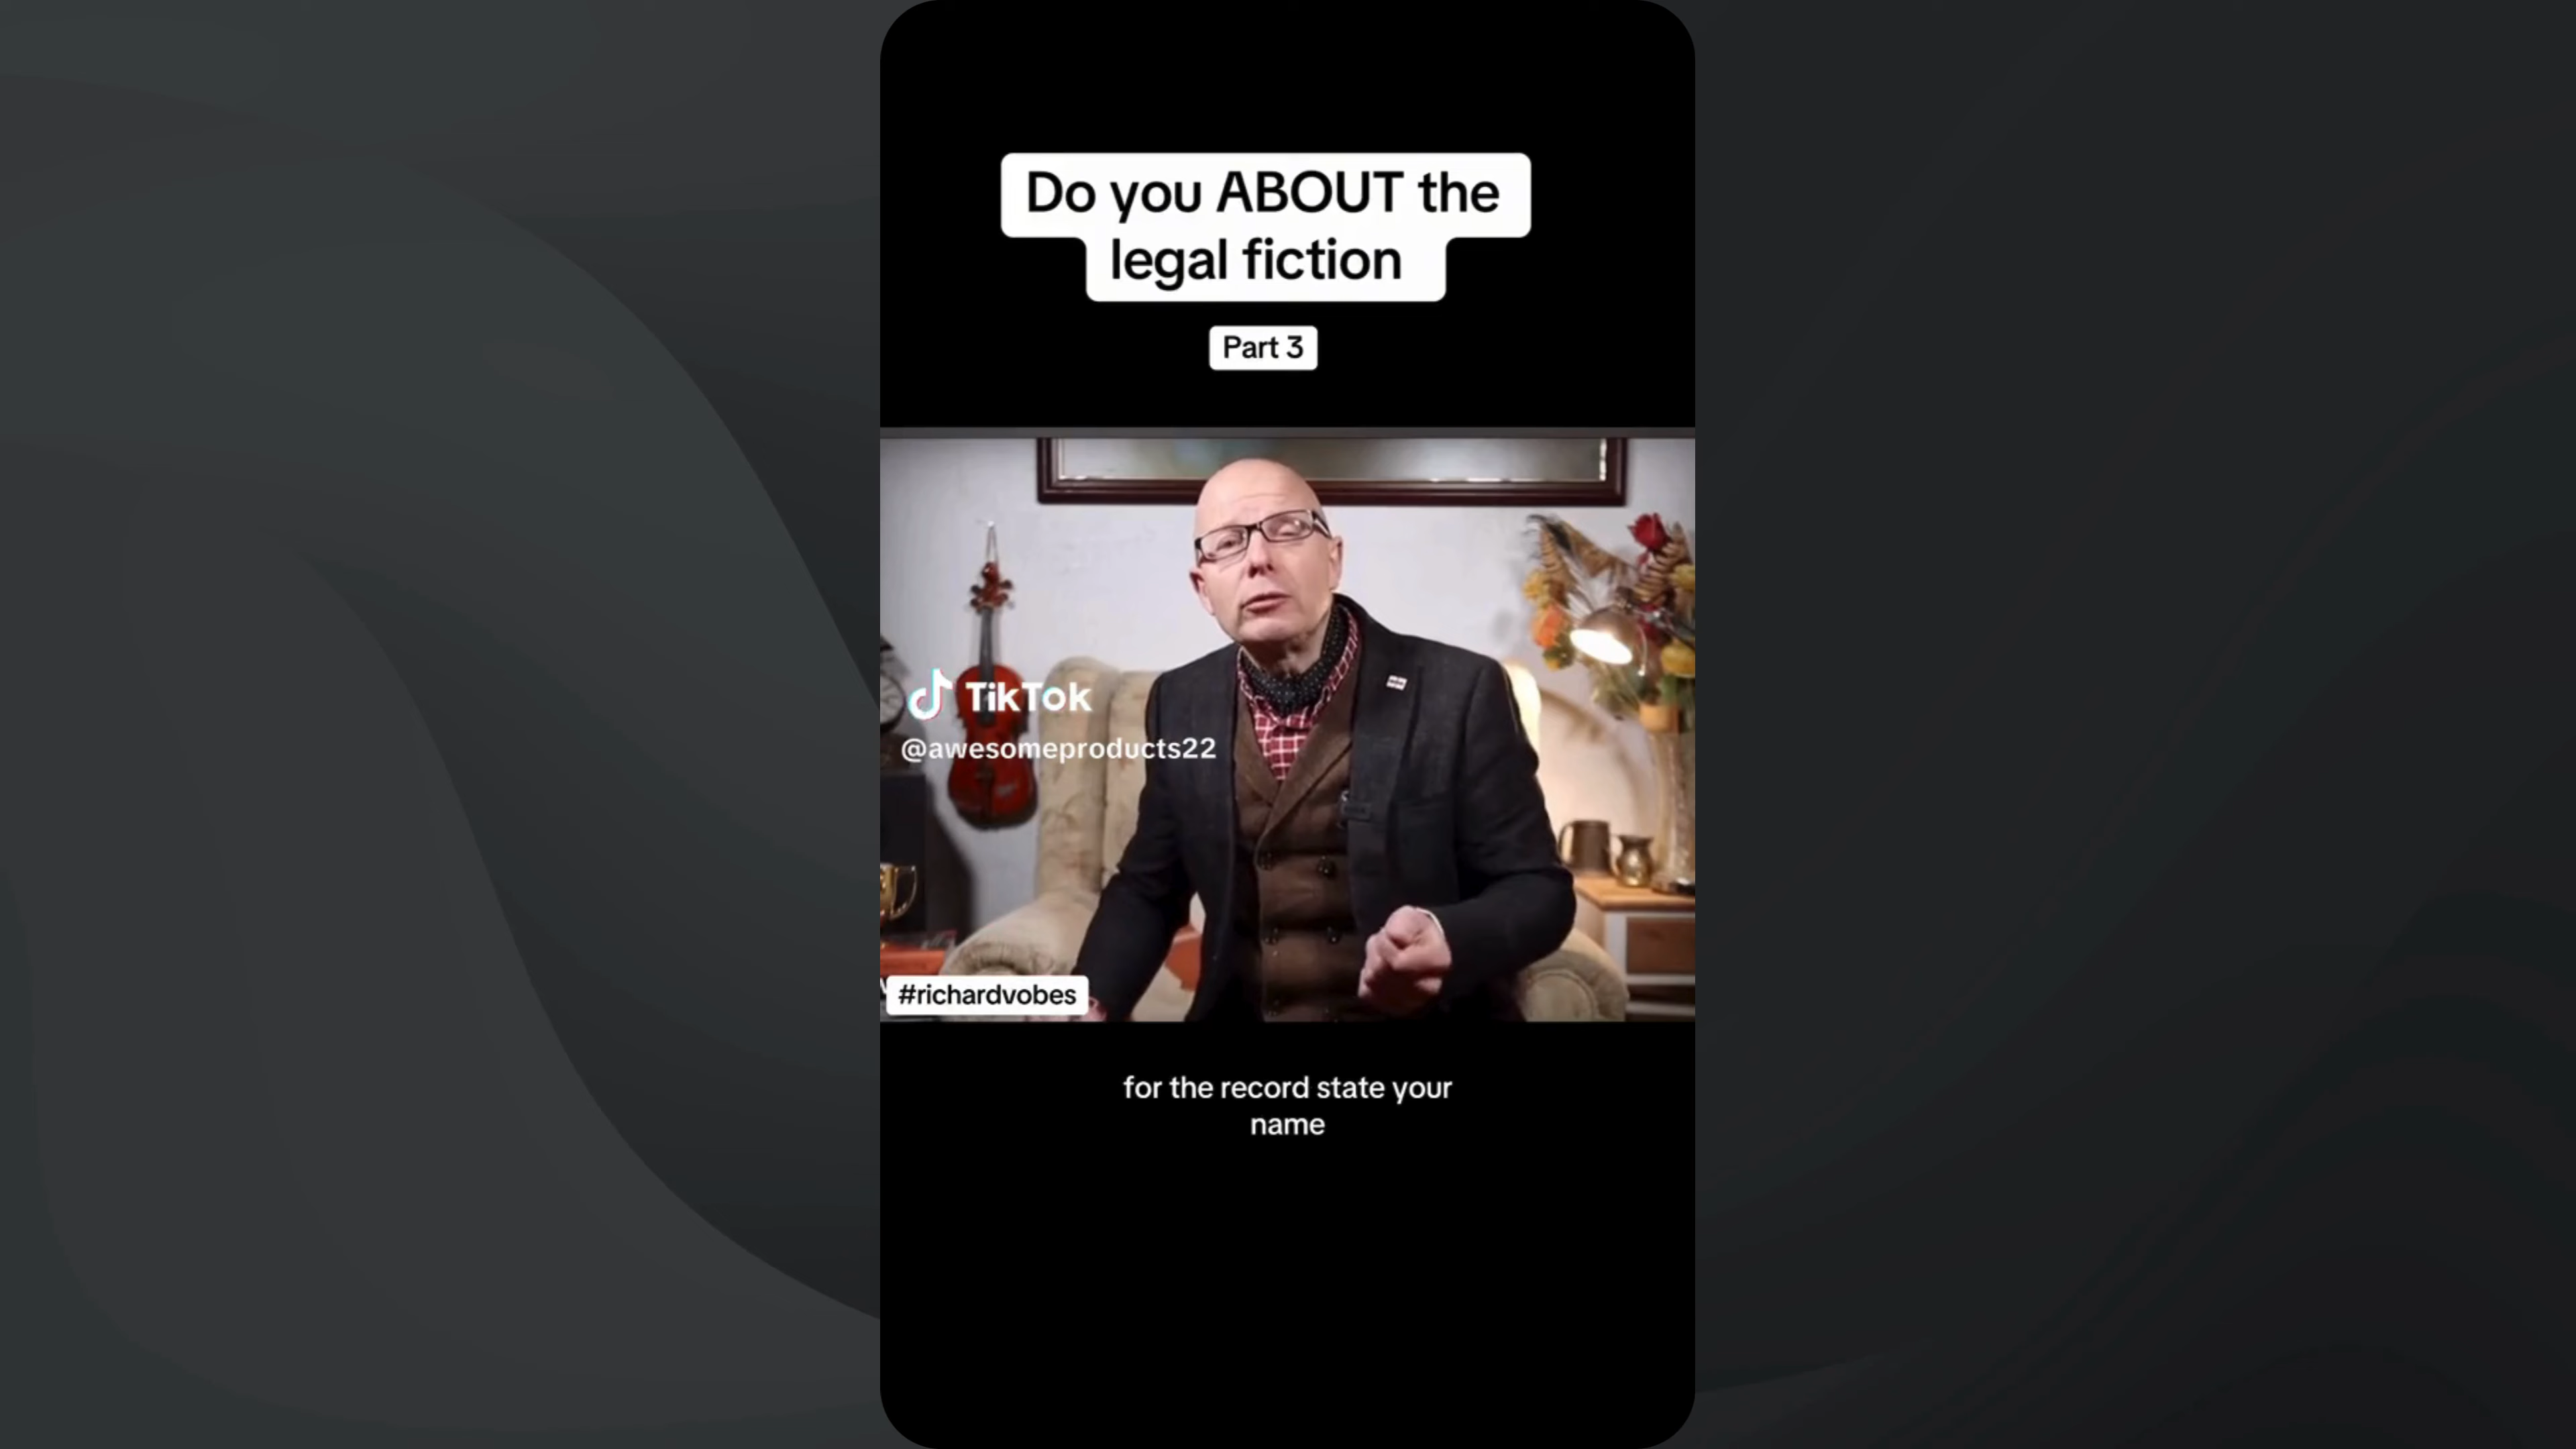 Do you ABOUT the
legal fiction
Part 3
TikTok
@awesomeproducts22
#richardvobes
for the record state your
name